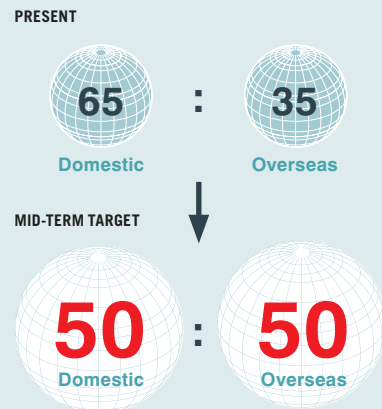 PRESENT
65 : 35
Domestic Overseas
MID-TERM TARGET
50 : 50
Domestic Overseas